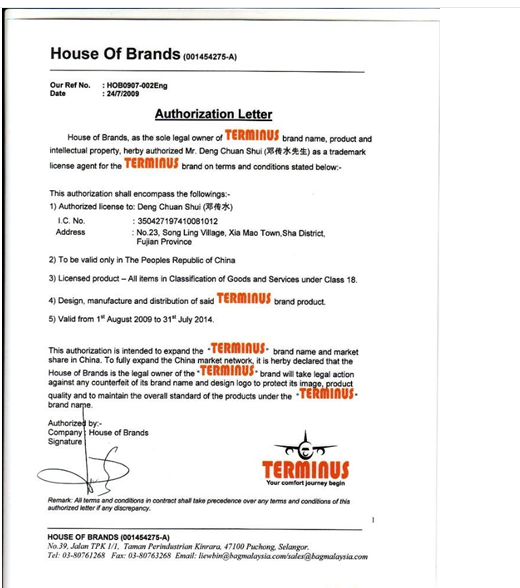 House Of Brands (001454275-A)
Our Ref No. : HOB0907-002Eng
Date : 24/7/2009
Authorization Letter
House of Brands, as the sole legal owner of TERMINUS brand name, product and
intellectual property, herby authorized Mr. Deng Chuan Shui (邓传水先生) as a trademark
license agent for the TERMINUS brand on terms and conditions stated below:-
This authorization shall encompass the followings:-
1) Authorized license to: Deng Chuan Shui (邓传水)
I.C. No. : 350427197410081012
Address : No.23, Song Ling Village, Xia Mao Town,Sha District,
Fujian Province
2) To be valid only in The Peoples Republic of China
3) Licensed product – All items in Classification of Goods and Services under Class 18.
4) Design, manufacture and distribution of said TERMINUS brand product.
5) Valid from 1st August 2009 to 31st July 2014.
This authorization is intended to expand the "TERMINUS" brand name and market
share in China. To fully expand the China market network, it is herby declared that the
House of Brands is the legal owner of the "TERMINUS" brand will take legal action
against any counterfeit of its brand name and design logo to protect its image, product
quality and to maintain the overall standard of the products under the "TERMINUS"
brand name.
Authorized by:-
Company : House of Brands
Signature
TERMINUS
Your comfort journey begin
Remark: All terms and conditions in contract shall take precedence over any terms and conditions of this
authorized letter if any discrepancy.
1
HOUSE OF BRANDS (001454275-A)
No.39, Jalan TPK 1/1, Taman Perindustrian Kinrara, 47100 Puchong, Selangor.
Tel: 03-80761268 Fax: 03-80763268 Email: liewbin@bagmalaysia.com/sales@bagmalaysia.com